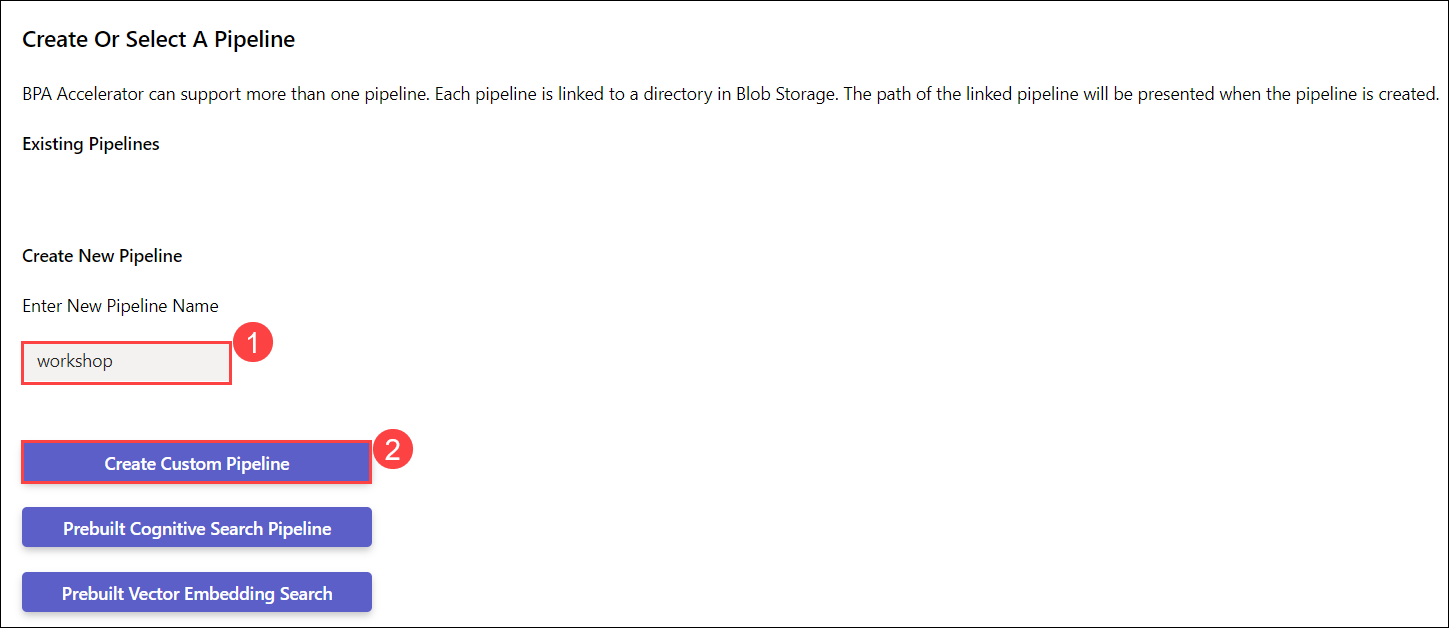 Create Or Select A Pipeline
BPA Accelerator can support more than one pipeline. Each pipeline is linked to a directory in Blob Storage. The path of the linked pipeline will be presented when the pipeline is created.
Existing Pipelines
Create New Pipeline
Enter New Pipeline Name
1
workshop
2
Create Custom Pipeline
Prebuilt Cognitive Search Pipeline
Prebuilt Vector Embedding Search